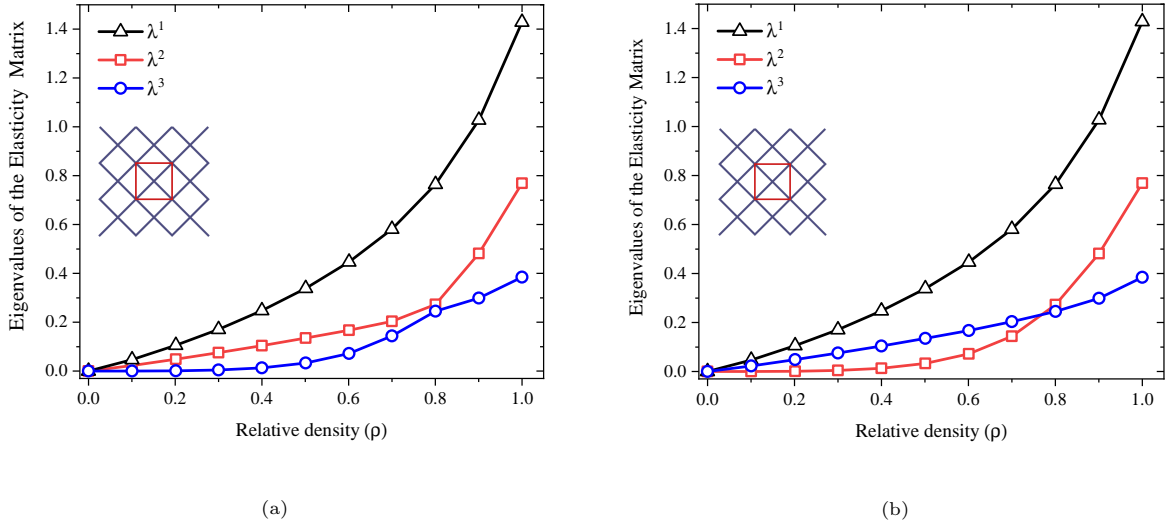 Eigenvalues of the Elasticity Matrix
1.4
1.2
1.0
0.8
0.6
0.4
0.2
0.0
λ1
λ2
λ3
0.0 0.2 0.4 0.6 0.8 1.0
Relative density (ρ)
(a)
Eigenvalues of the Elasticity Matrix
1.4
1.2
1.0
0.8
0.6
0.4
0.2
0.0
λ1
λ2
λ3
0.0 0.2 0.4 0.6 0.8 1.0
Relative density (ρ)
(b)